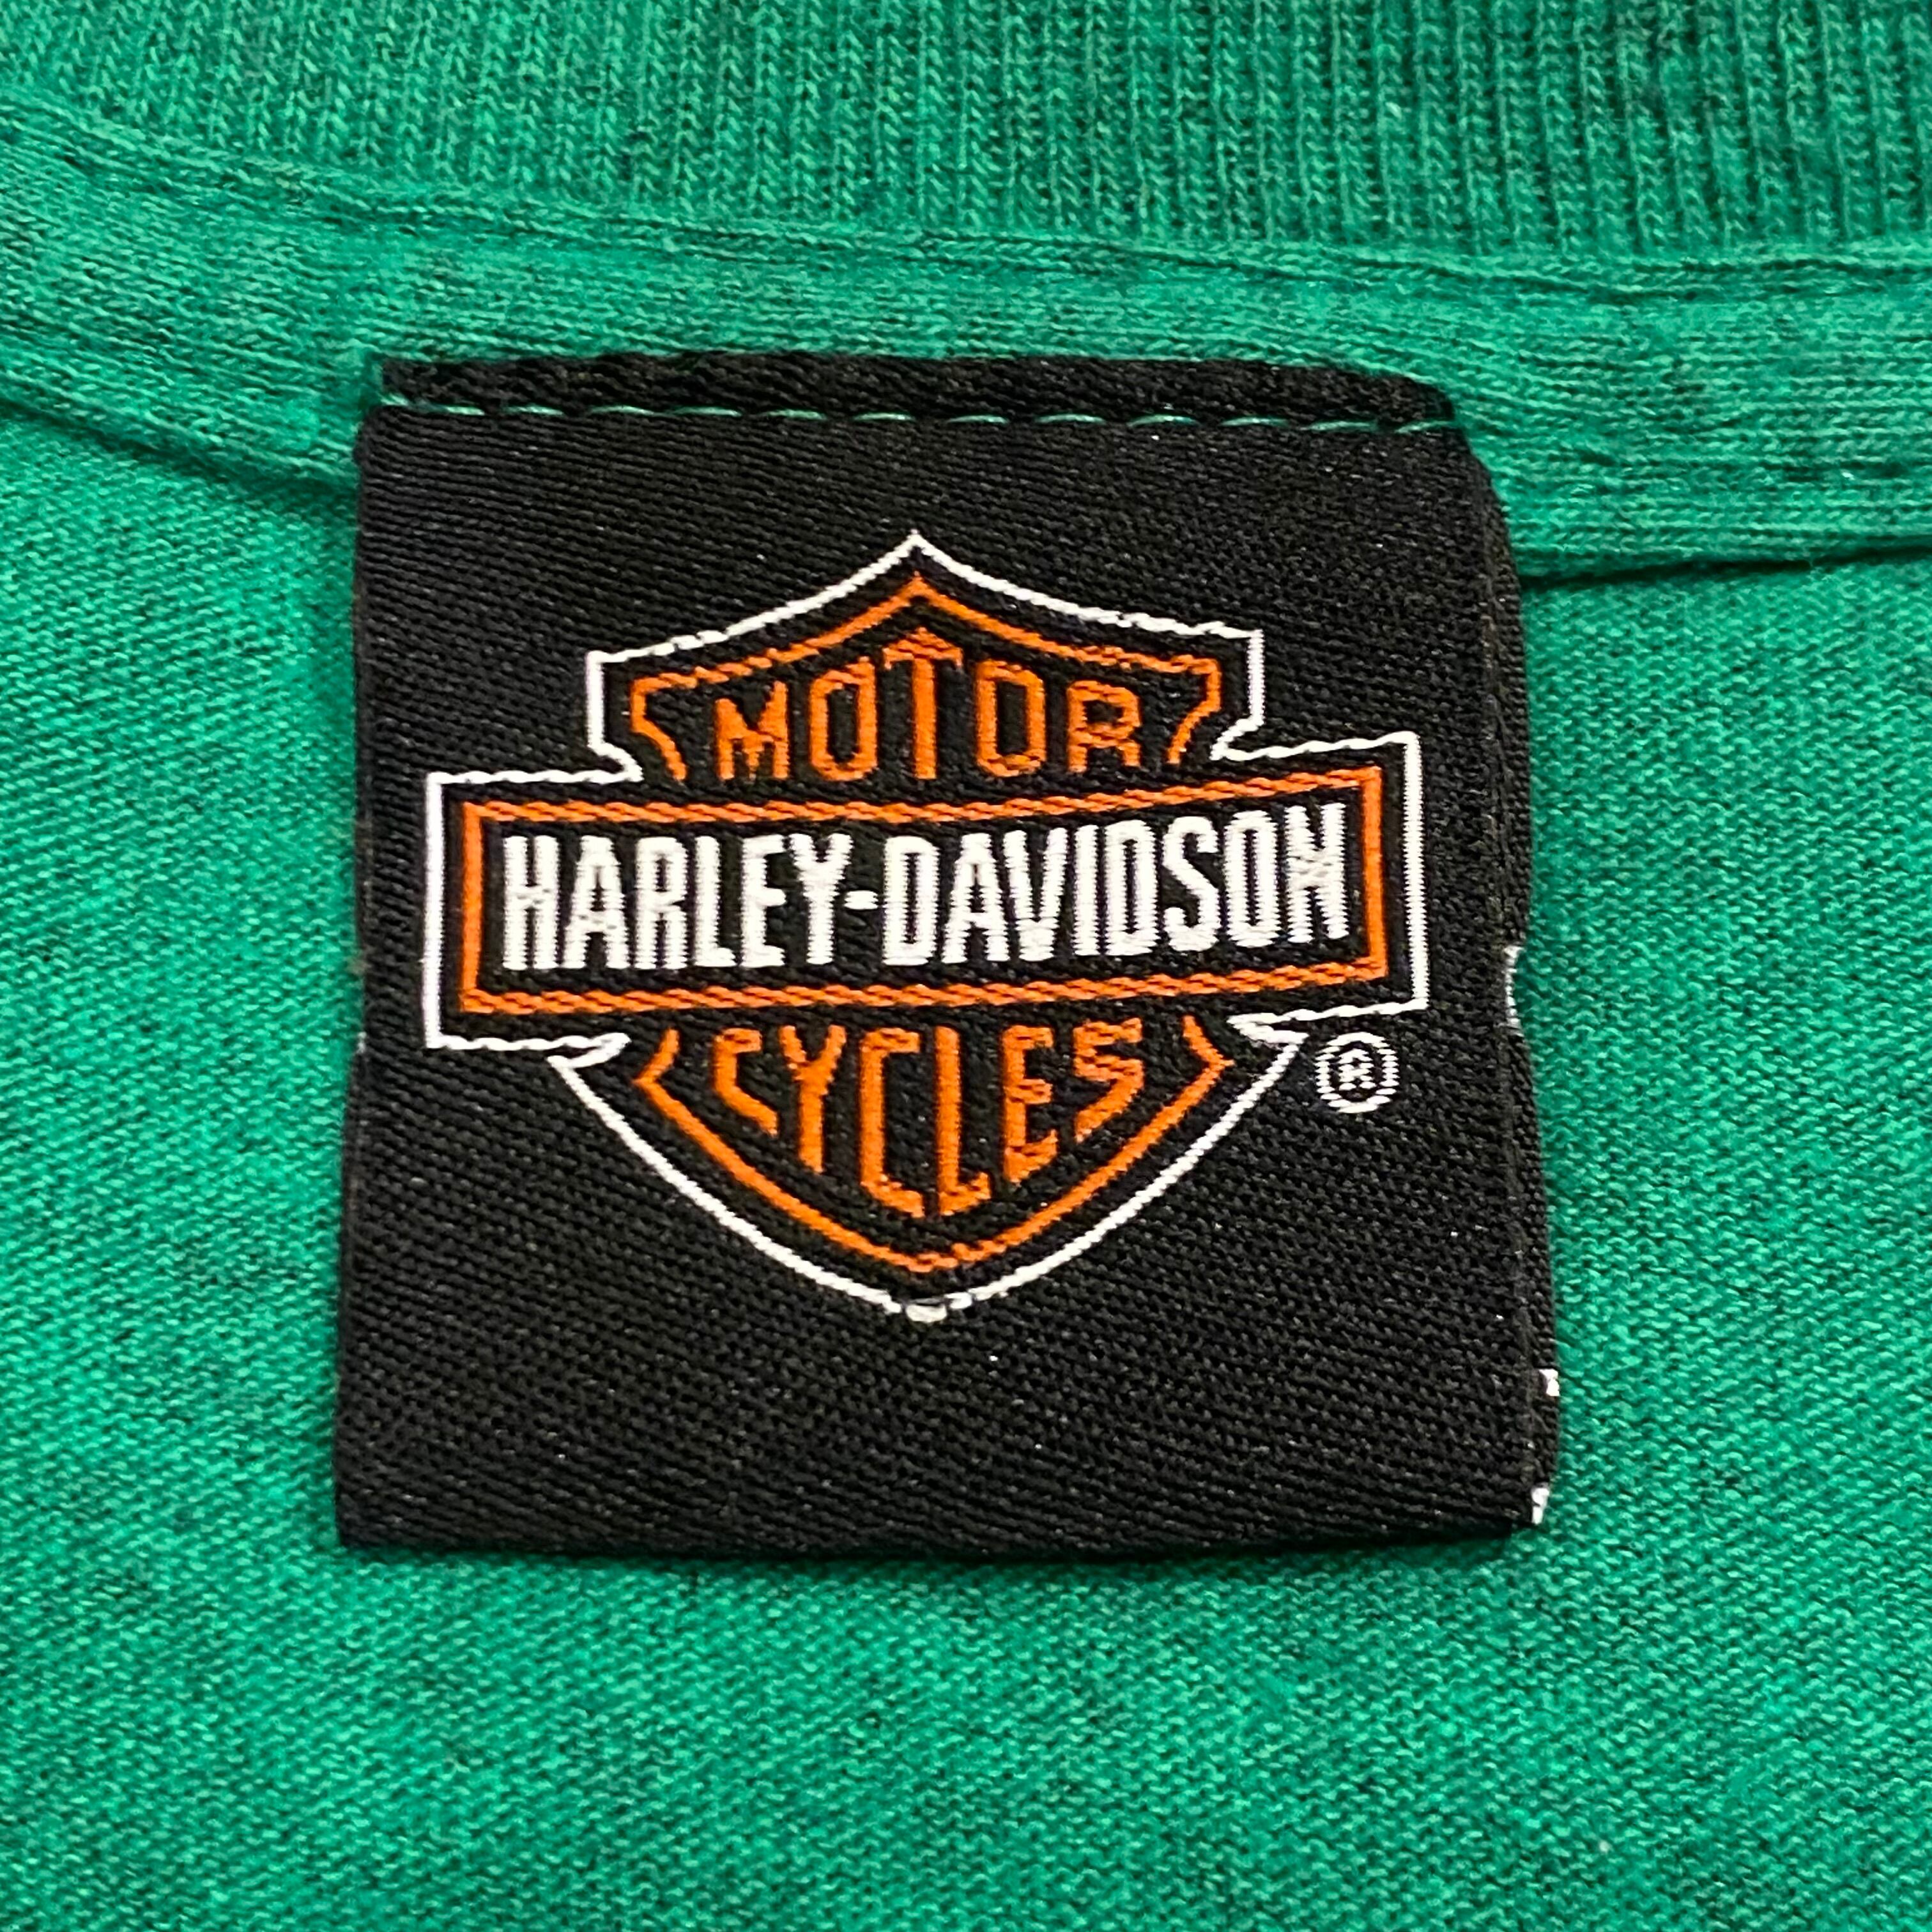 MOTOR
HARLEY-DAVIDSON
CYCLES
®